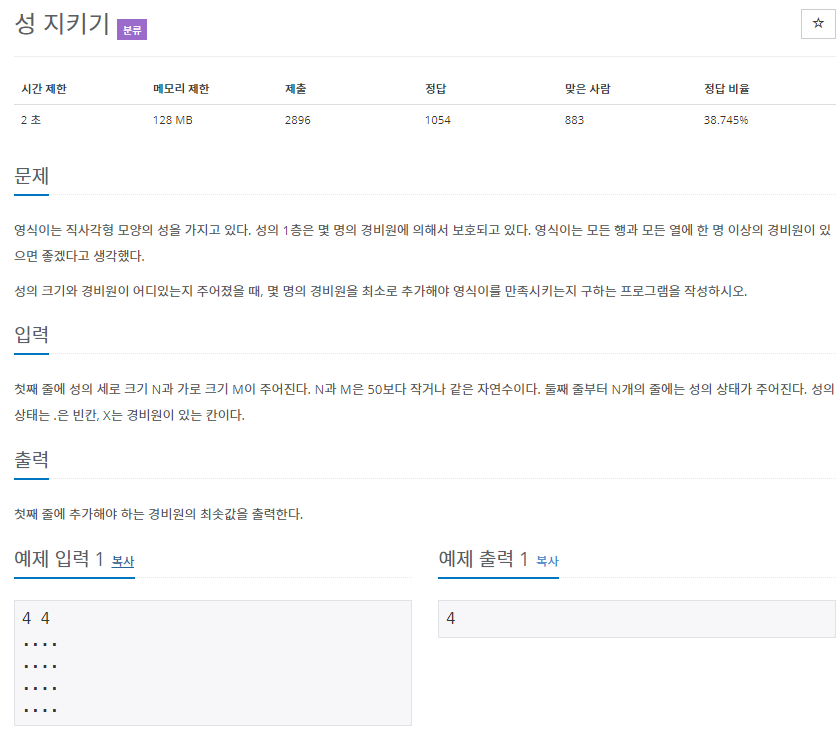 성 지키기 분류
☆
시간 제한 메모리 제한 제출 정답 맞은 사람 정답 비율
2 초 128 MB 2896 1054 883 38.745%
문제
영식이는 직사각형 모양의 성을 가지고 있다. 성의 1층은 몇 명의 경비원에 의해서 보호되고 있다. 영식이는 모든 행과 모든 열에 한 명 이상의 경비원이 있
으면 좋겠다고 생각했다.
성의 크기와 경비원이 어디있는지 주어졌을 때, 몇 명의 경비원을 최소로 추가해야 영식이를 만족시키는지 구하는 프로그램을 작성하시오.
입력
첫째 줄에 성의 세로 크기 N과 가로 크기 M이 주어진다. N과 M은 50보다 작거나 같은 자연수이다. 둘째 줄부터 N개의 줄에는 성의 상태가 주어진다. 성의
상태는 .은 빈칸, X는 경비원이 있는 칸이다.
출력
첫째 줄에 추가해야 하는 경비원의 최솟값을 출력한다.
예제 입력 1 복사
4 4
....
....
....
....
예제 출력 1 복사
4